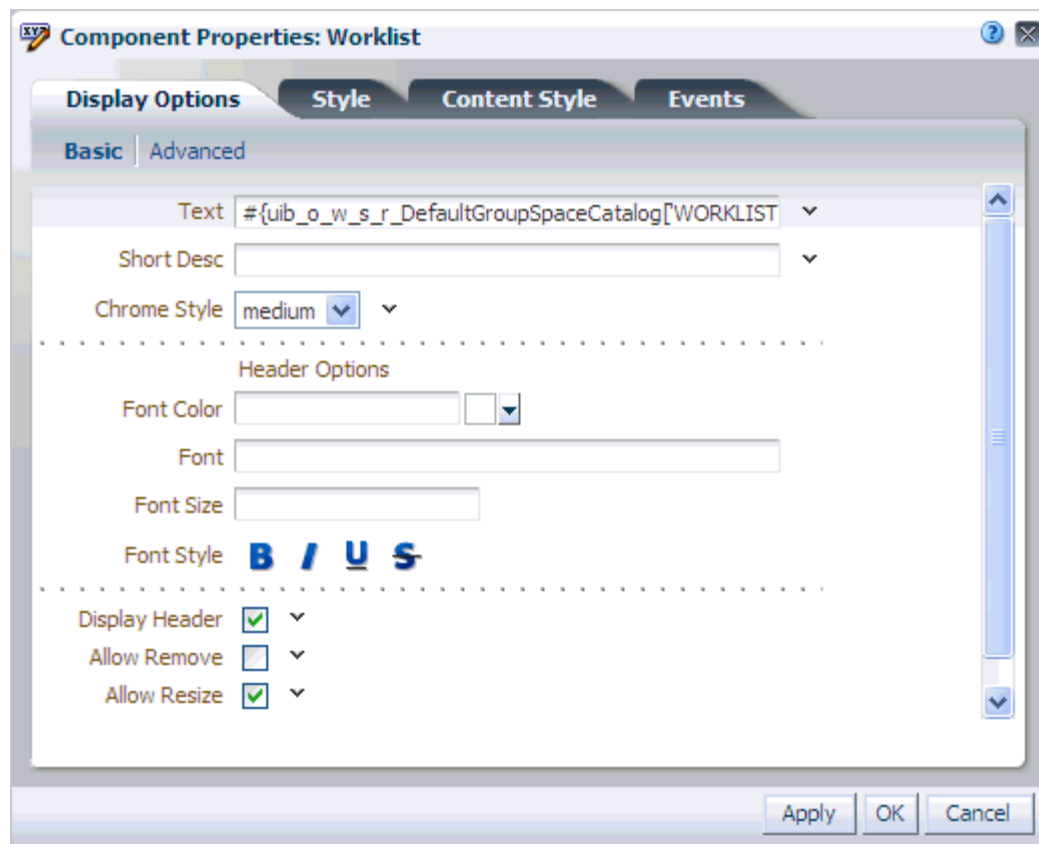 Component Properties: Worklist
Display Options Style Content Style Events
Basic Advanced
Text #{uib_o_w_s_r_DefaultGroupSpaceCatalog['WORKLIST
Short Desc
Chrome Style medium
Header Options
Font Color
Font
Font Size
Font Style B I U S
Display Header
Allow Remove
Allow Resize
Apply OK Cancel